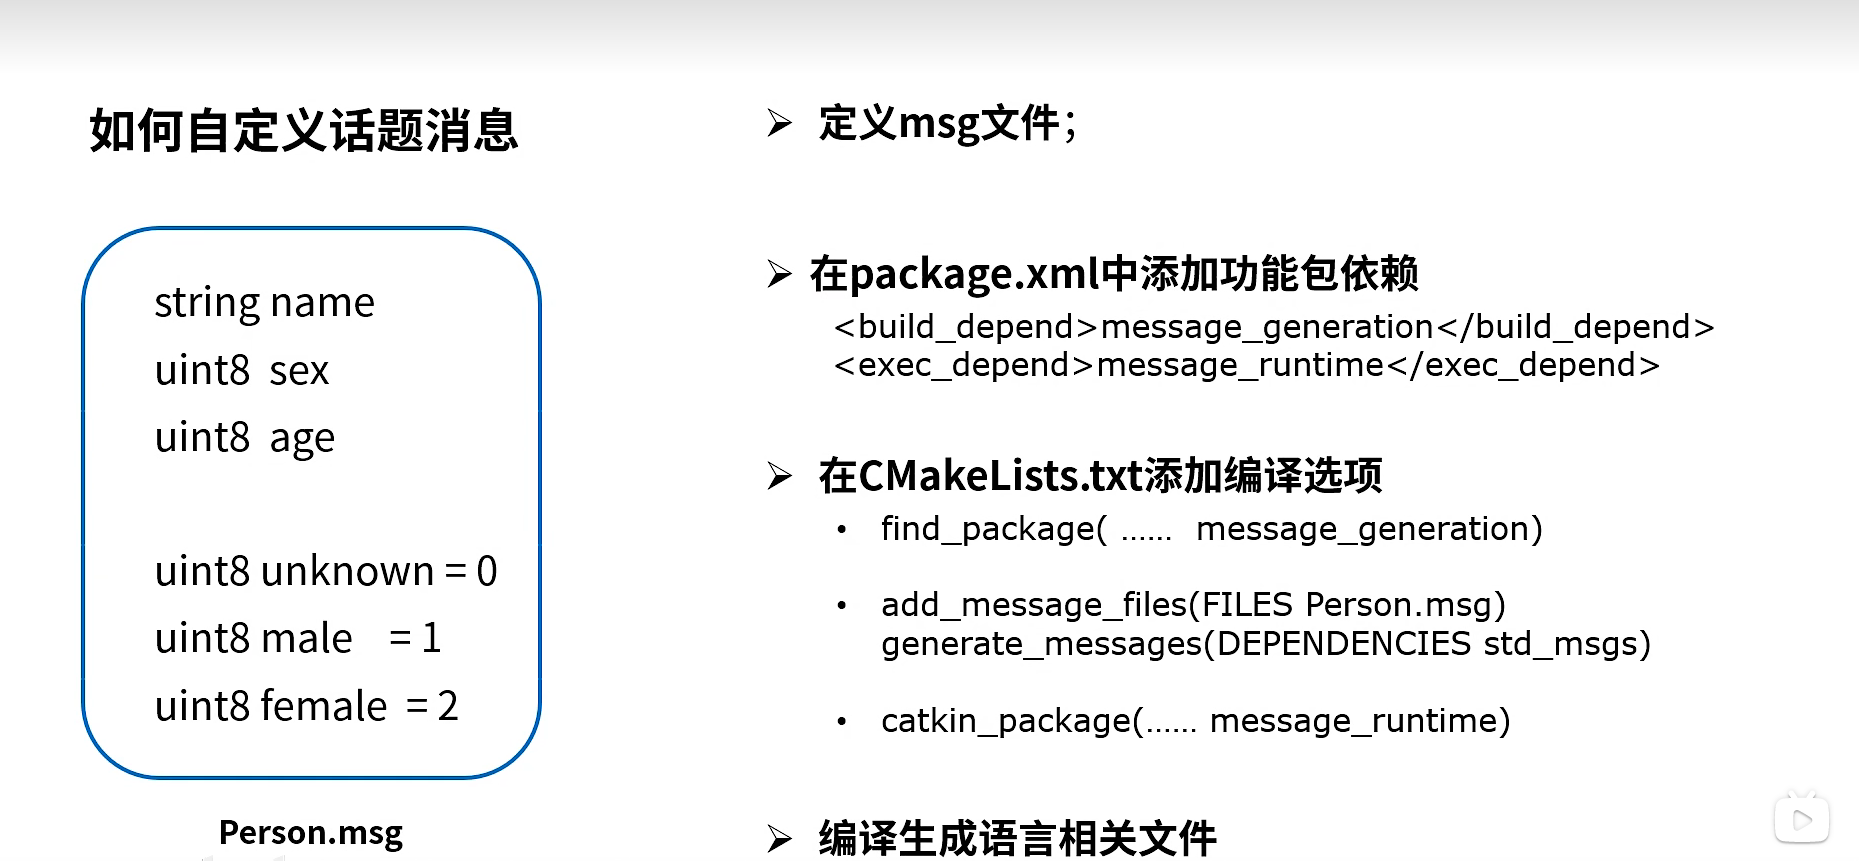 如何自定义话题消息
string name
uint8 sex
uint8 age
uint8 unknown = 0
uint8 male = 1
uint8 female = 2
Person.msg
➢ 定义msg文件;
➢ 在package.xml中添加功能包依赖
<build_depend>message_generation</build_depend>
<exec_depend>message_runtime</exec_depend>
➢ 在CMakeLists.txt添加编译选项
• find_package( …… message_generation)
• add_message_files(FILES Person.msg)
generate_messages(DEPENDENCIES std_msgs)
• catkin_package(…… message_runtime)
➢ 编译生成语言相关文件